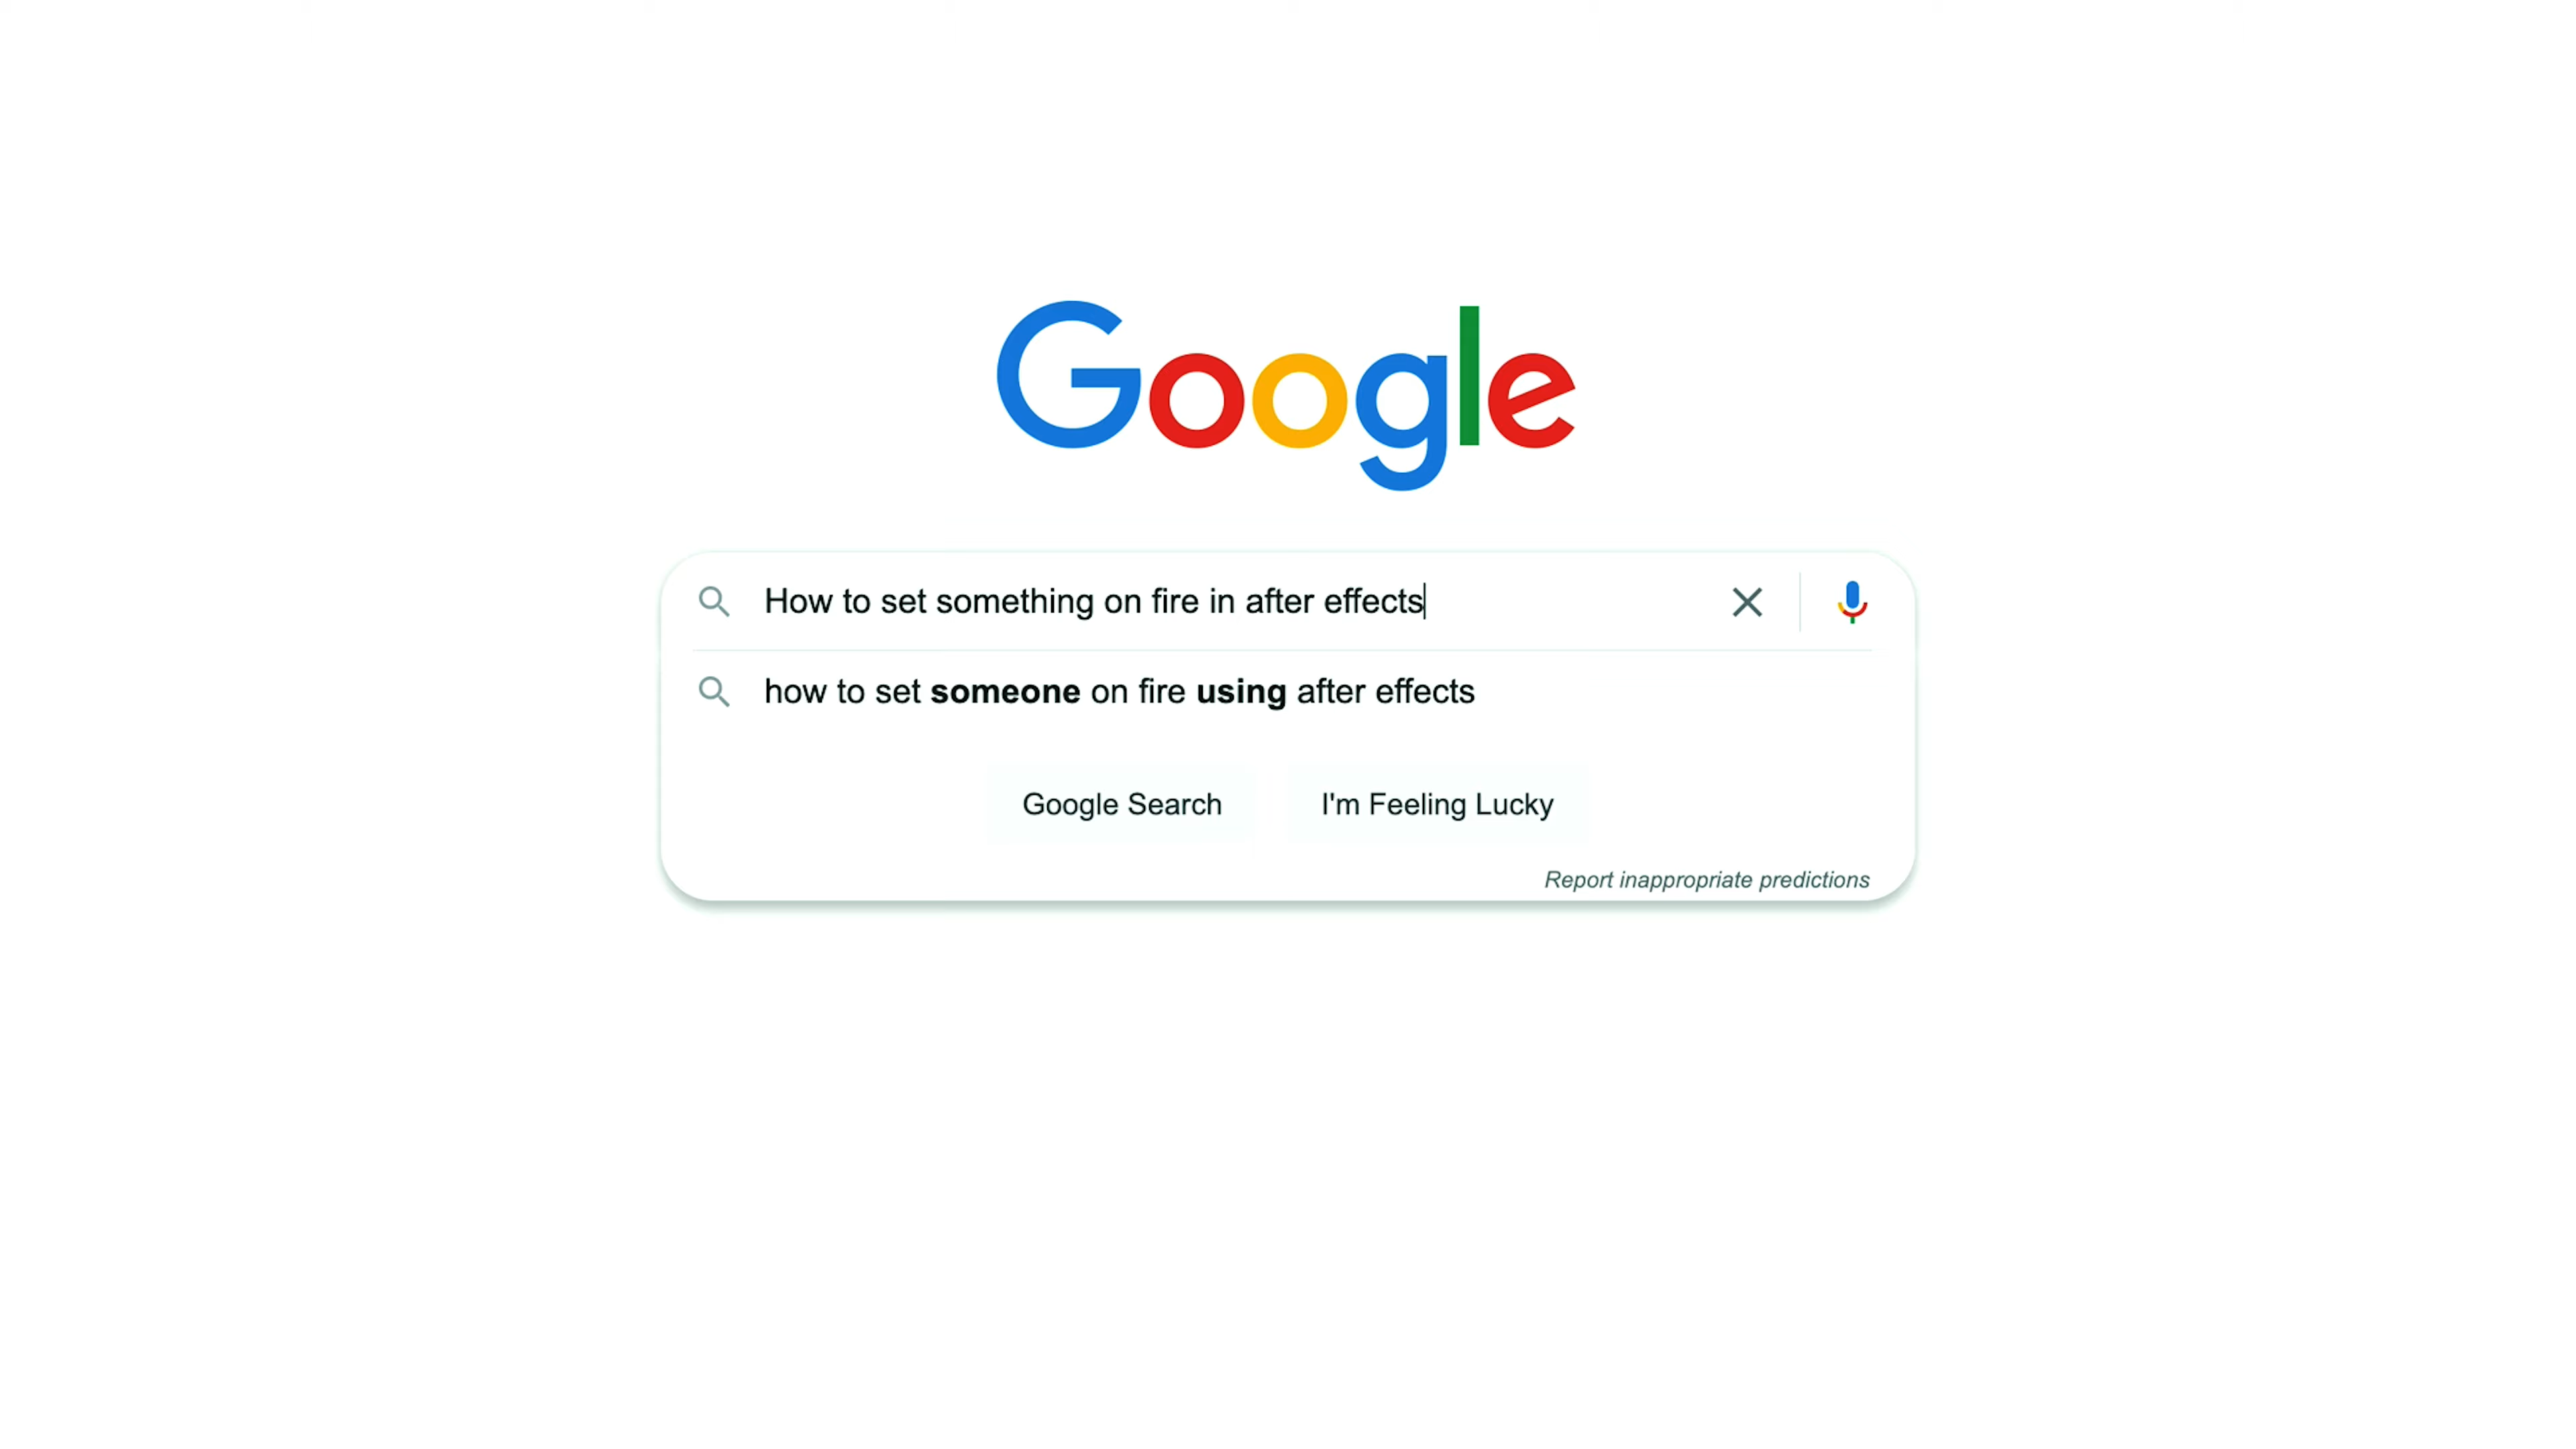 Google
How to set something on fire in after effects
how to set someone on fire using after effects
Google Search
I'm Feeling Lucky
Report inappropriate predictions